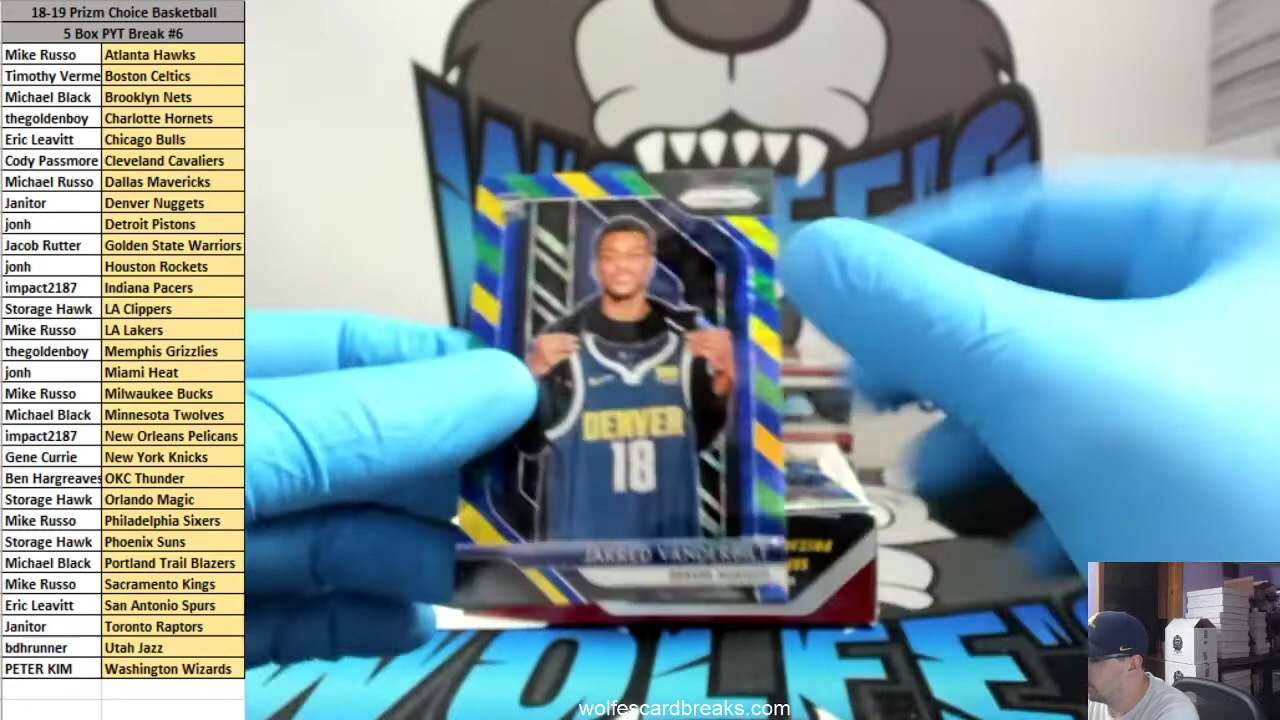 18-19 Prizm Choice Basketball
5 Box PYT Break #6
Mike Russo Atlanta Hawks
Timothy Verme Boston Celtics
Michael Black Brooklyn Nets
thegoldenboy Charlotte Hornets
Eric Leavitt Chicago Bulls
Cody Passmore Cleveland Cavaliers
Michael Russo Dallas Mavericks
Janitor Denver Nuggets
jonh Detroit Pistons
Jacob Rutter Golden State Warriors
jonh Houston Rockets
impact2187 Indiana Pacers
Storage Hawk LA Clippers
Mike Russo LA Lakers
thegoldenboy Memphis Grizzlies
jonh Miami Heat
Mike Russo Milwaukee Bucks
Michael Black Minnesota Twolves
impact2187 New Orleans Pelicans
Gene Currie New York Knicks
Ben Hargreaves OKC Thunder
Storage Hawk Orlando Magic
Mike Russo Philadelphia Sixers
Storage Hawk Phoenix Suns
Michael Black Portland Trail Blazers
Mike Russo Sacramento Kings
Eric Leavitt San Antonio Spurs
Janitor Toronto Raptors
bdhrunner Utah Jazz
PETER KIM Washington Wizards
DENVER
18
JARRED VANDERBILT
DENVER NUGGETS
WOLFE'S
wolfescardbreaks.com